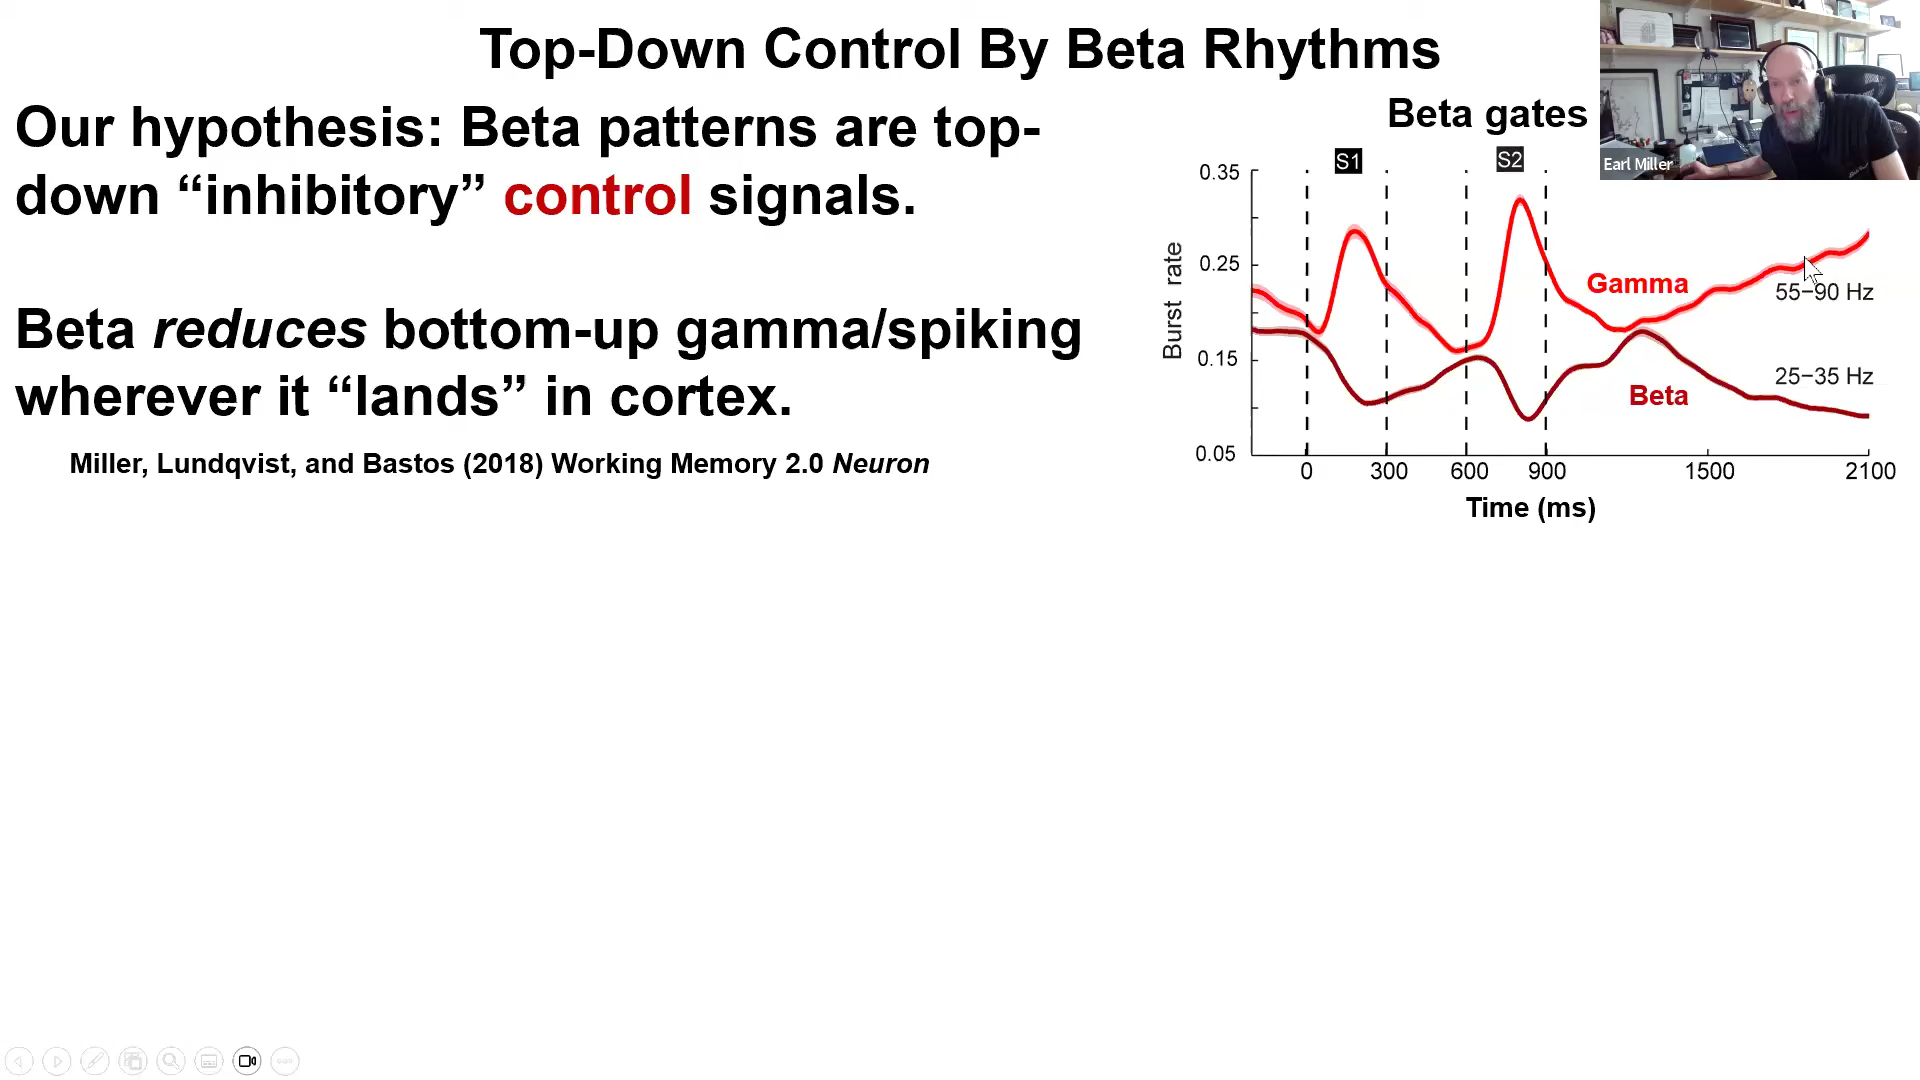 Top-Down Control By Beta Rhythms
Our hypothesis: Beta patterns are top-
down “inhibitory” control signals.
Beta reduces bottom-up gamma/spiking
wherever it “lands” in cortex.
Miller, Lundqvist, and Bastos (2018) Working Memory 2.0 Neuron
Beta gates
Earl Miller
S1
S2
0.35
0.25
0.15
0.05
Burst rate
Gamma
55−90 Hz
25−35 Hz
Beta
0
300
600
900
1500
2100
Time (ms)